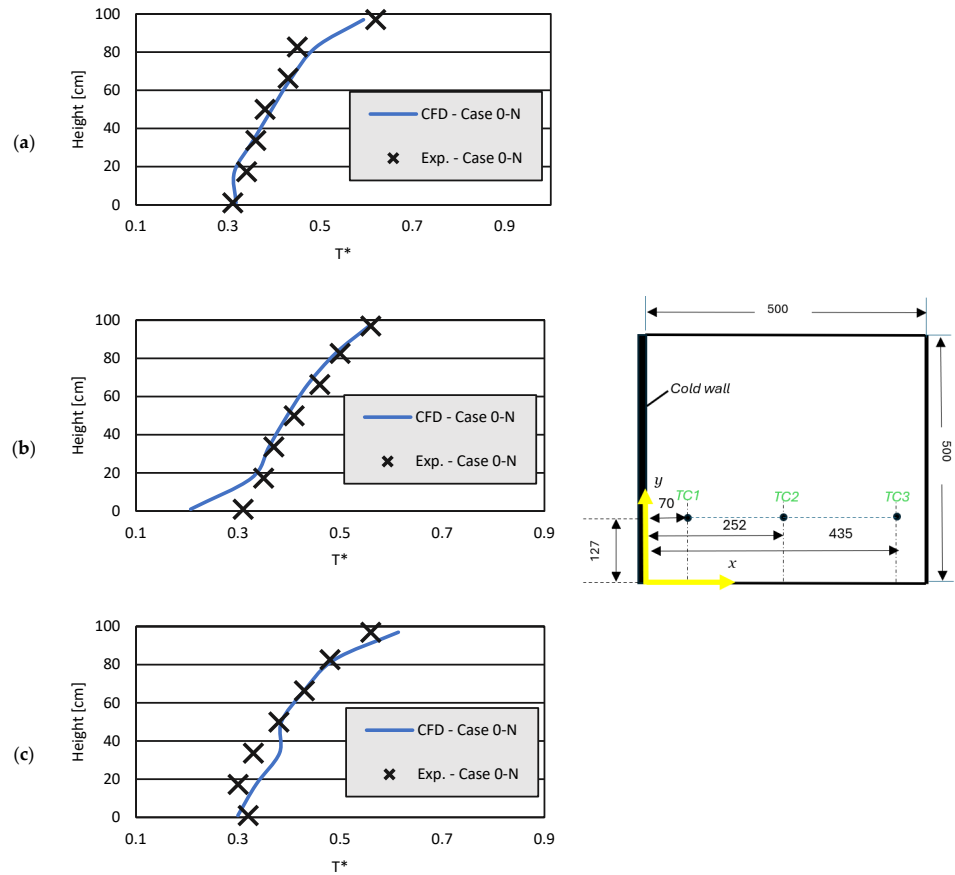 (a)
Height [cm]
100
80
60
40
20
0
0.1 0.3 0.5 0.7 0.9
T*
CFD - Case 0-N
Exp. - Case 0-N
(b)
Height [cm]
100
80
60
40
20
0
0.1 0.3 0.5 0.7 0.9
T*
CFD - Case 0-N
Exp. - Case 0-N
500
Cold wall
500
y
TC1 TC2 TC3
70
252 435
127
x
(c)
Height [cm]
100
80
60
40
20
0
0.1 0.3 0.5 0.7 0.9
T*
CFD - Case 0-N
Exp. - Case 0-N